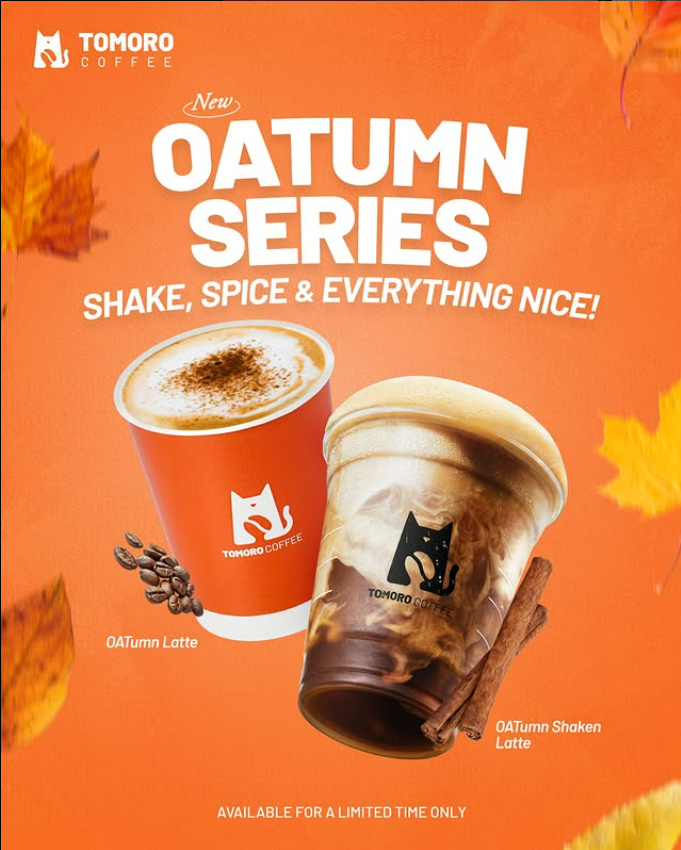 TOMORO
COFFEE
New
OATUMN
SERIES
SHAKE, SPICE & EVERYTHING NICE!
TOMORO COFFEE
TOMORO COFFEE
OATumn Latte
OATumn Shaken
Latte
AVAILABLE FOR A LIMITED TIME ONLY